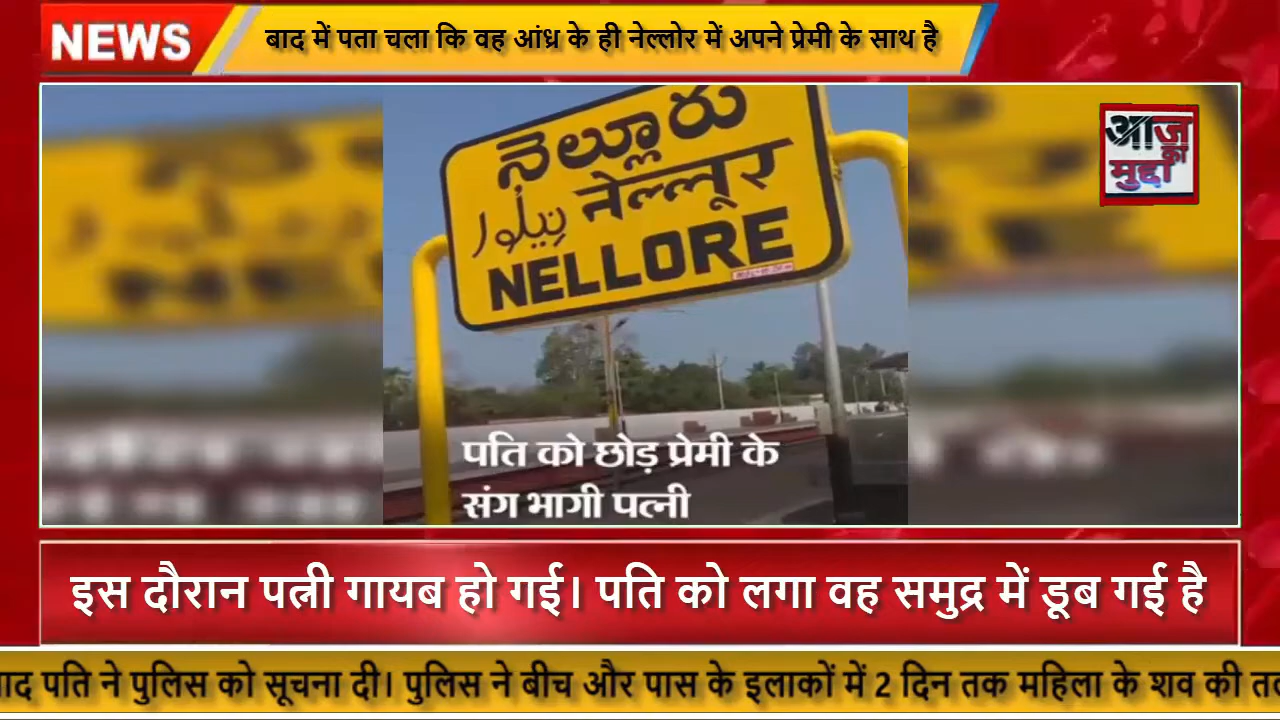 NEWS
बाद में पता चला कि वह आंध्र के ही नेल्लोर में अपने प्रेमी के साथ है
आज
का
मुद्दा
నెల్లూరు
नेल्लूर
نیلور
NELLORE
पति को छोड़ प्रेमी के
संग भागी पत्नी
इस दौरान पत्नी गायब हो गई। पति को लगा वह समुद्र में डूब गई है
पति ने पुलिस को सूचना दी। पुलिस ने बीच और पास के इलाकों में 2 दिन तक महिला के शव की